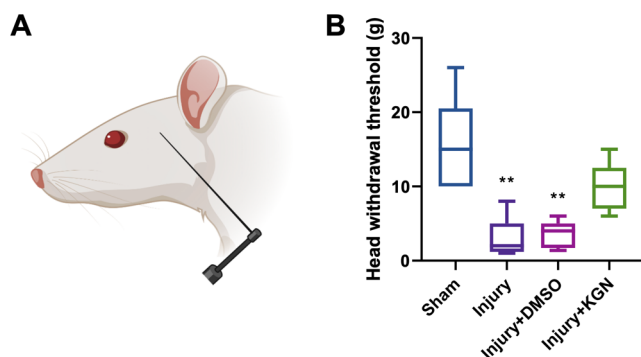 A
B
Head withdrawal threshold (g)
30
20
10
0
**
**
Sham
Injury
Injury+DMSO
Injury+KGN